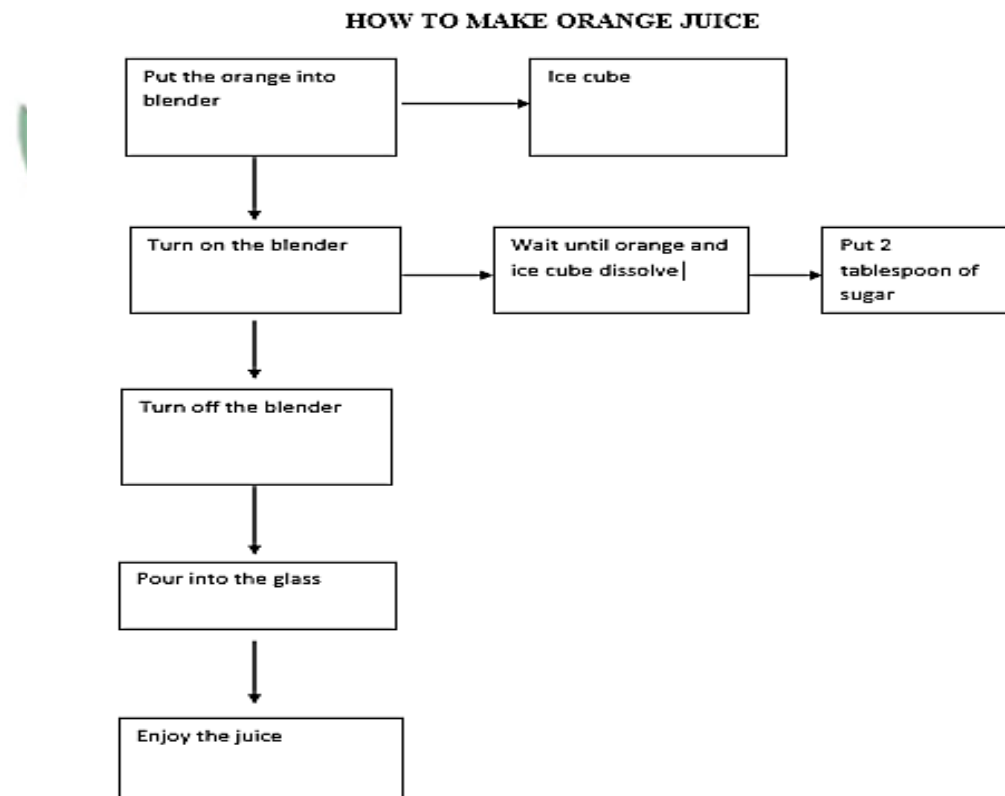 HOW TO MAKE ORANGE JUICE
Put the orange into
blender
Ice cube
Turn on the blender
Wait until orange and
ice cube dissolve
Put 2
tablespoon of
sugar
Turn off the blender
Pour into the glass
Enjoy the juice